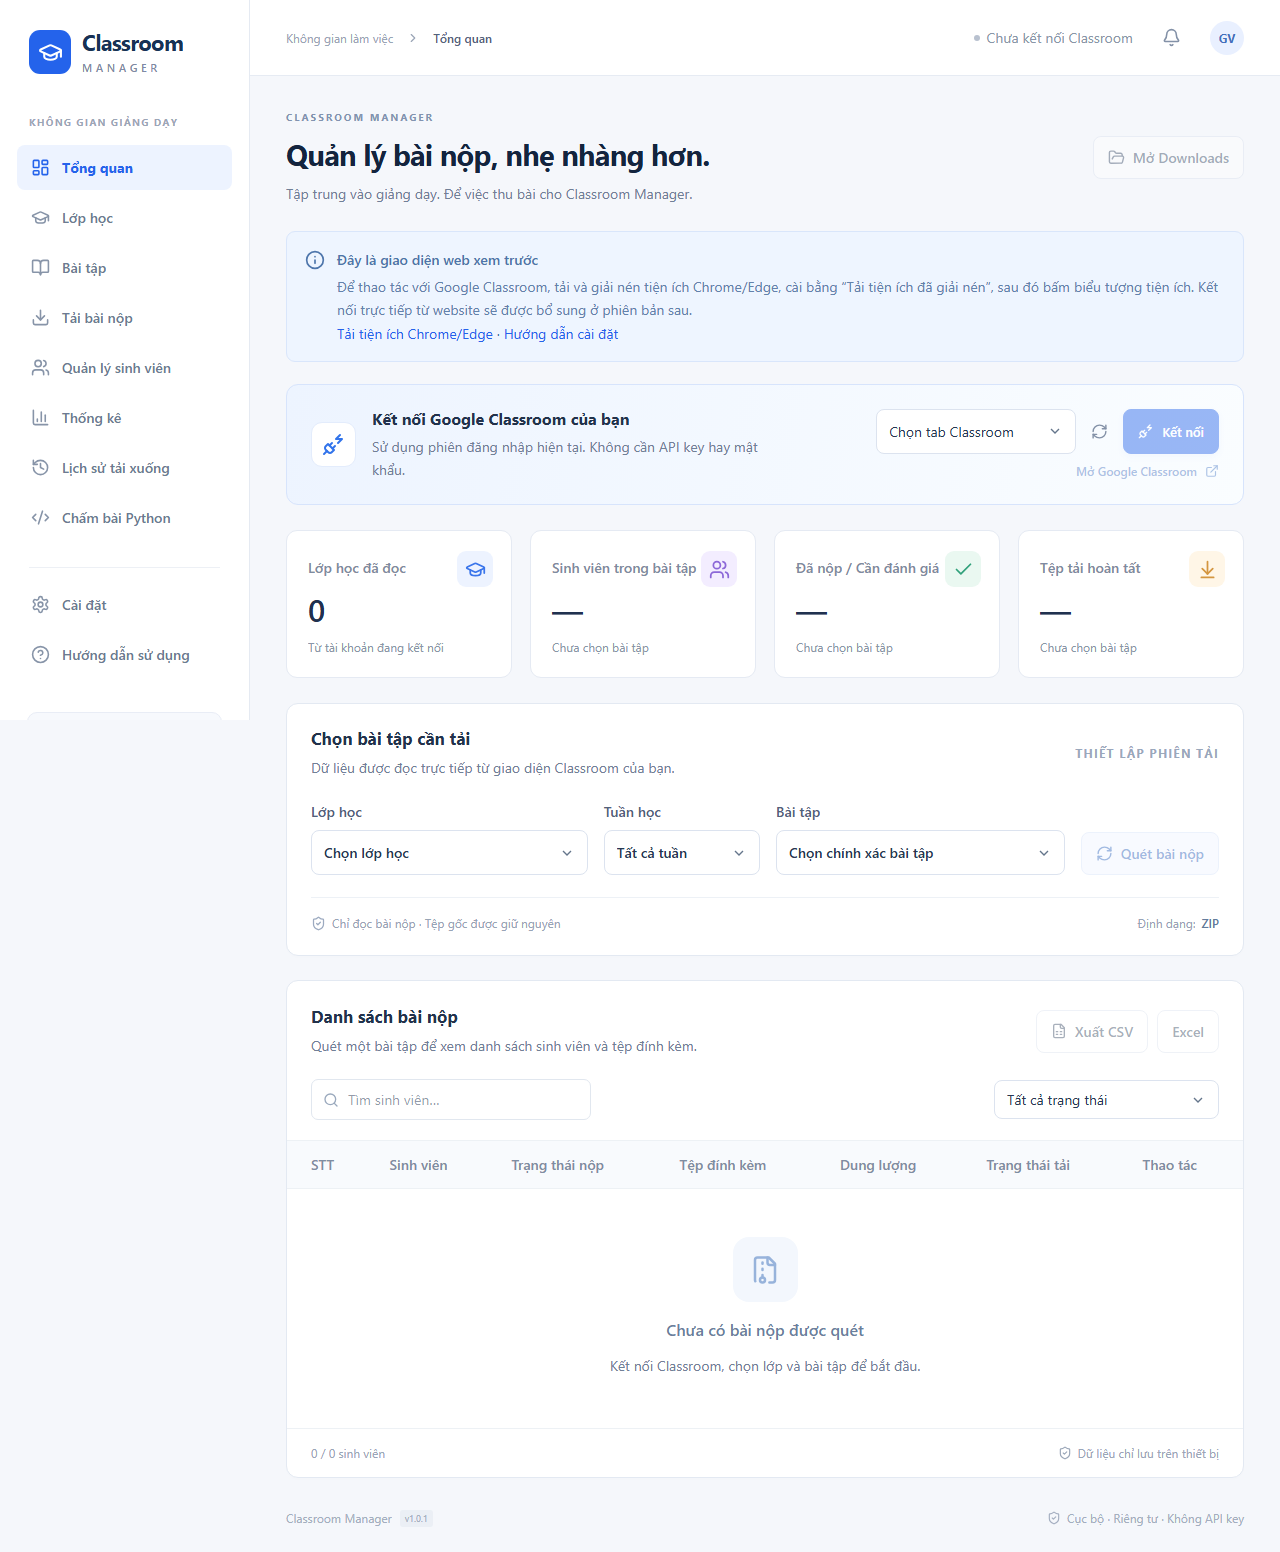 Classroom
MANAGER
KHÔNG GIAN GIẢNG DẠY
Tổng quan
Lớp học
Bài tập
Tải bài nộp
Quản lý sinh viên
Thống kê
Lịch sử tải xuống
Chấm bài Python
Cài đặt
Hướng dẫn sử dụng
Không gian làm việc
Tổng quan
Chưa kết nối Classroom
GV
CLASSROOM MANAGER
Quản lý bài nộp, nhẹ nhàng hơn.
Tập trung vào giảng dạy. Để việc thu bài cho Classroom Manager.
Mở Downloads
Đây là giao diện web xem trước
Để thao tác với Google Classroom, tải và giải nén tiện ích Chrome/Edge, cài bằng “Tải tiện ích đã giải nén”, sau đó bấm biểu tượng tiện ích. Kết
nối trực tiếp từ website sẽ được bổ sung ở phiên bản sau.
Tải tiện ích Chrome/Edge · Hướng dẫn cài đặt
Kết nối Google Classroom của bạn
Sử dụng phiên đăng nhập hiện tại. Không cần API key hay mật
khẩu.
Chọn tab Classroom
Kết nối
Mở Google Classroom
Lớp học đã đọc
0
Từ tài khoản đang kết nối
Sinh viên trong bài tập
—
Chưa chọn bài tập
Đã nộp / Cần đánh giá
—
Chưa chọn bài tập
Tệp tải hoàn tất
—
Chưa chọn bài tập
Chọn bài tập cần tải
Dữ liệu được đọc trực tiếp từ giao diện Classroom của bạn.
THIẾT LẬP PHIÊN TẢI
Lớp học
Chọn lớp học
Tuần học
Tất cả tuần
Bài tập
Chọn chính xác bài tập
Quét bài nộp
Chỉ đọc bài nộp · Tệp gốc được giữ nguyên
Định dạng: ZIP
Danh sách bài nộp
Quét một bài tập để xem danh sách sinh viên và tệp đính kèm.
Xuất CSV
Excel
Tìm sinh viên...
Tất cả trạng thái
STT Sinh viên Trạng thái nộp Tệp đính kèm Dung lượng Trạng thái tải Thao tác
Chưa có bài nộp được quét
Kết nối Classroom, chọn lớp và bài tập để bắt đầu.
0 / 0 sinh viên
Dữ liệu chỉ lưu trên thiết bị
Classroom Manager v1.0.1
Cục bộ · Riêng tư · Không API key